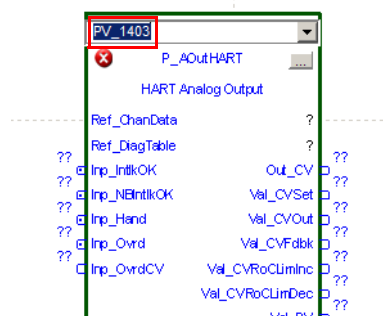 PV_1403
P_AOutHART
...
HART Analog Output
Ref_ChanData ?
Ref_DiagTable ?
?? Inp_IntlkOK Out_CV ??
?? Inp_NBIntlkOK Val_CVSet ??
?? Inp_Hand Val_CVOut ??
?? Inp_Ovrd Val_CVFdbk ??
?? Inp_OvrdCV Val_CVRoCLimInc ??
Val_CVRoCLimDec ??